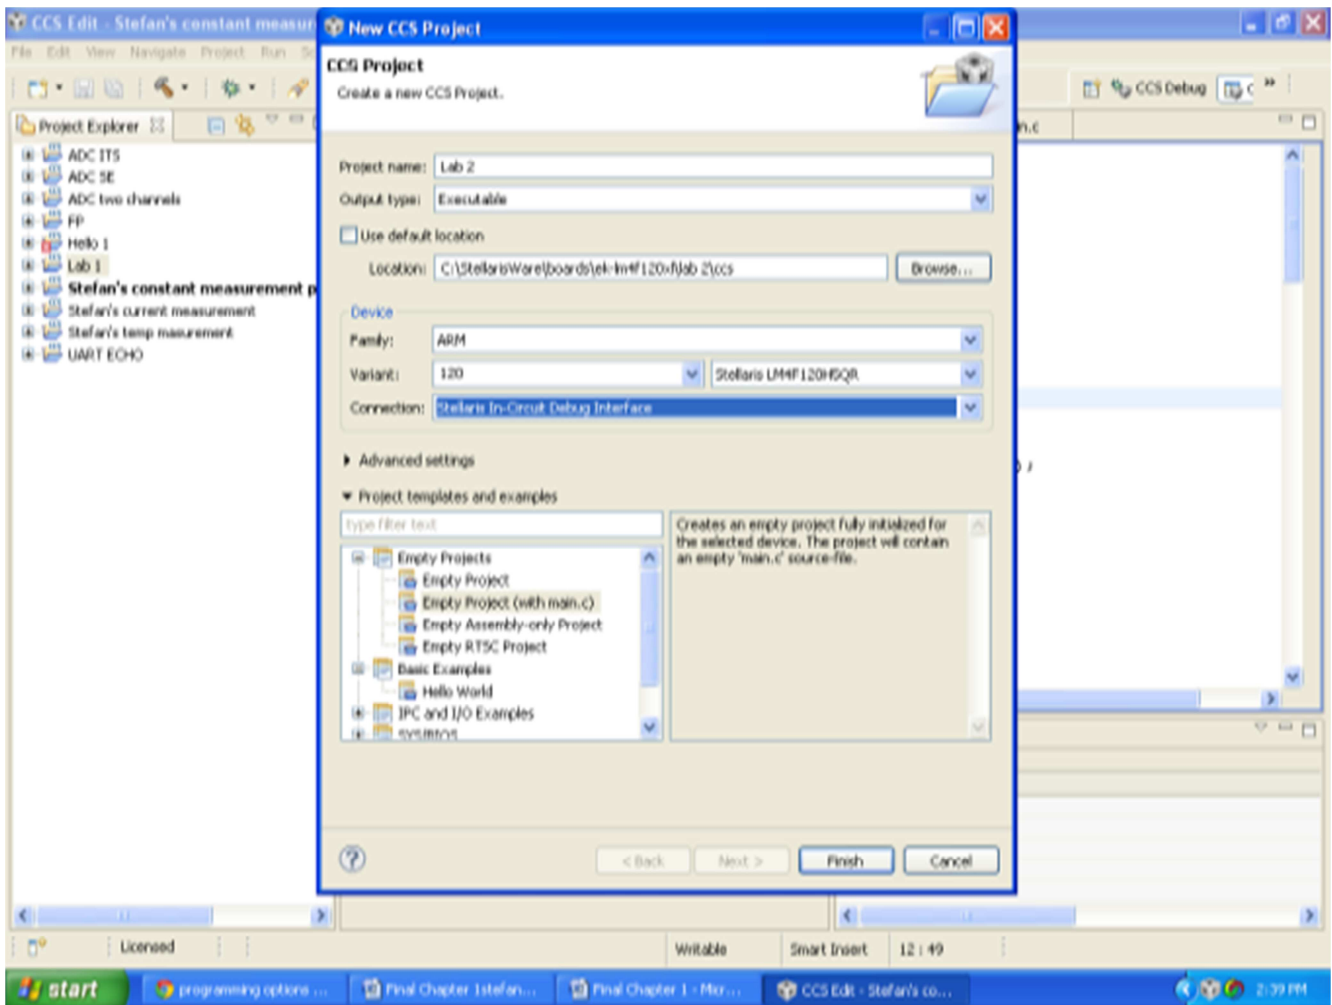 CCS Edit - Stefan's constant measur
New CCS Project
File Edit View Navigate Project Run
CCS Project
Create a new CCS Project.
CCS Debug
Project Explorer
ADC ITS
ADC SE
ADC two channels
FP
Hello 1
Lab 1
Stefan's constant measurement p
Stefan's current measurement
Stefan's temp masurement
UART ECHO
Project name: Lab 2
Output type: Executable
Use default location
Location: C:\StellarisWare\boards\ek-lm4f120xl\lab 2\ccs
Browse...
Device
Family: ARM
Variant: 120 Stellaris LM4F120H5QR
Connection: Stellaris In-Circuit Debug Interface
Advanced settings
Project templates and examples
type filter text
Empty Projects
Empty Project
Empty Project (with main.c)
Empty Assembly-only Project
Empty RTSC Project
Basic Examples
Hello World
IPC and I/O Examples
SYS/BIOS
Creates an empty project fully initialized for
the selected device. The project will contain
an empty 'main.c' source-file.
< Back Next > Finish Cancel
Licensed
Writable Smart Insert 12 : 49
start programming options ... Final Chapter 1stefan... Final Chapter 1 - Micr... CCS Edit - Stefan's co... 2:39 PM